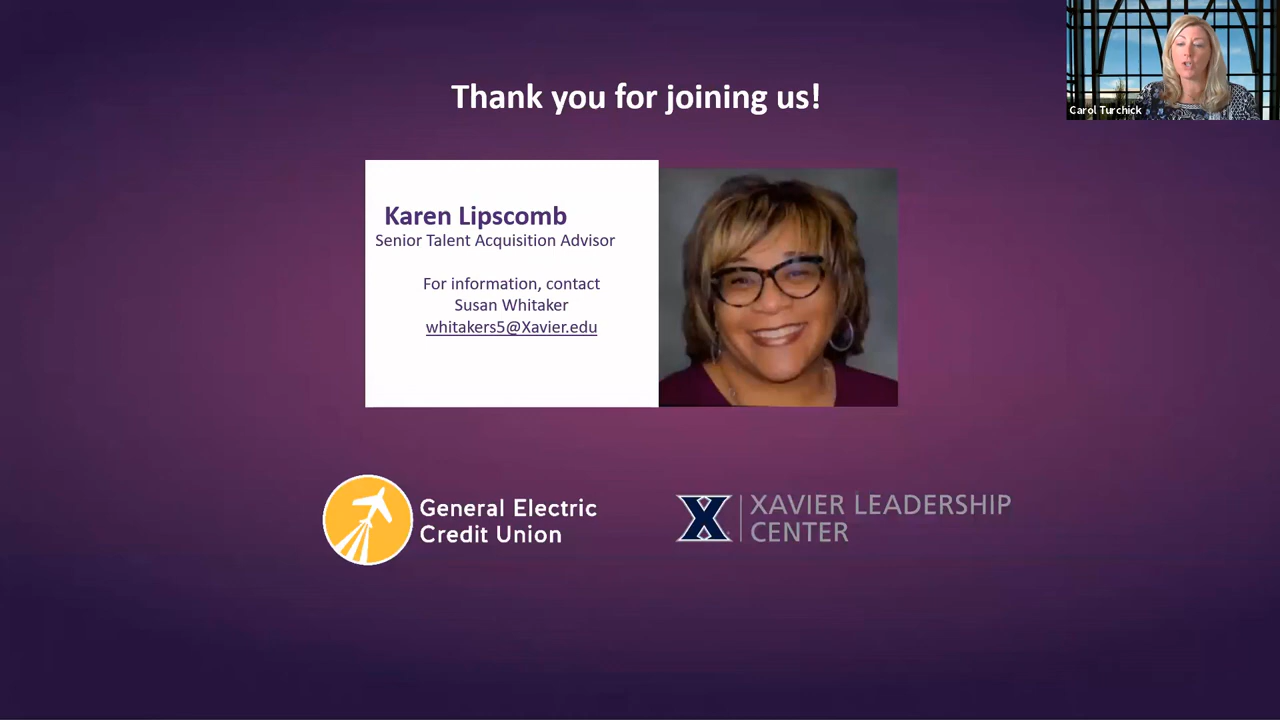 Thank you for joining us!
Carol Turchick
Karen Lipscomb
Senior Talent Acquisition Advisor
For information, contact
Susan Whitaker
whitakers5@Xavier.edu
General Electric
Credit Union
X
XAVIER LEADERSHIP
CENTER